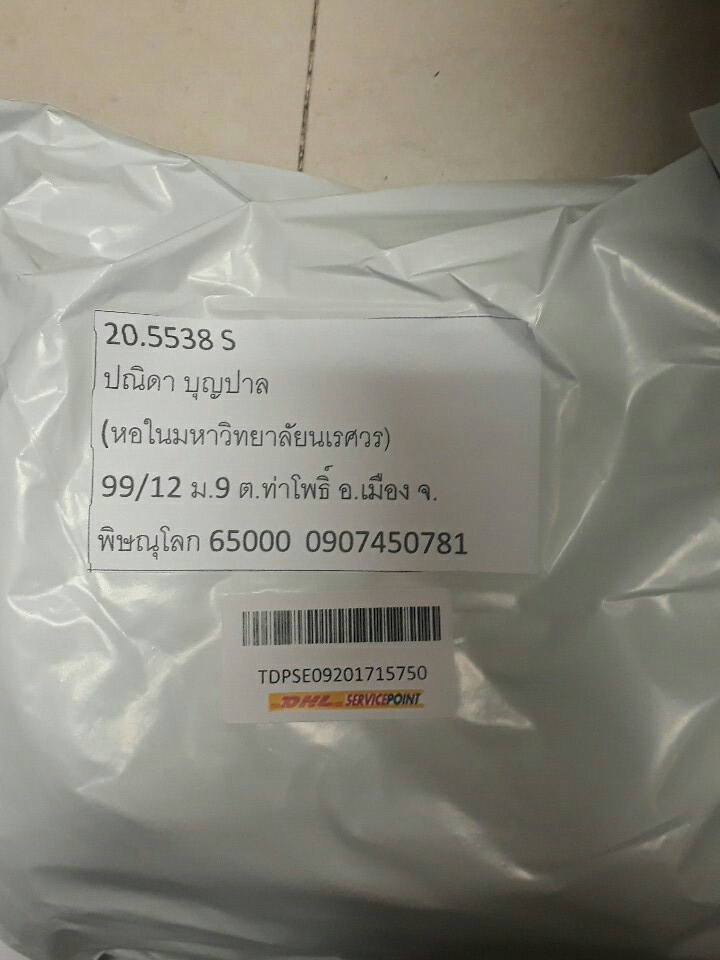 20.5538 S
ปณิดา บุญปาล
(หอในมหาวิทยาลัยนเรศวร)
99/12 ม.9 ต.ท่าโพธิ์ อ.เมือง จ.
พิษณุโลก 65000 0907450781
TDPSE09201715750
DHL SERVICEPOINT